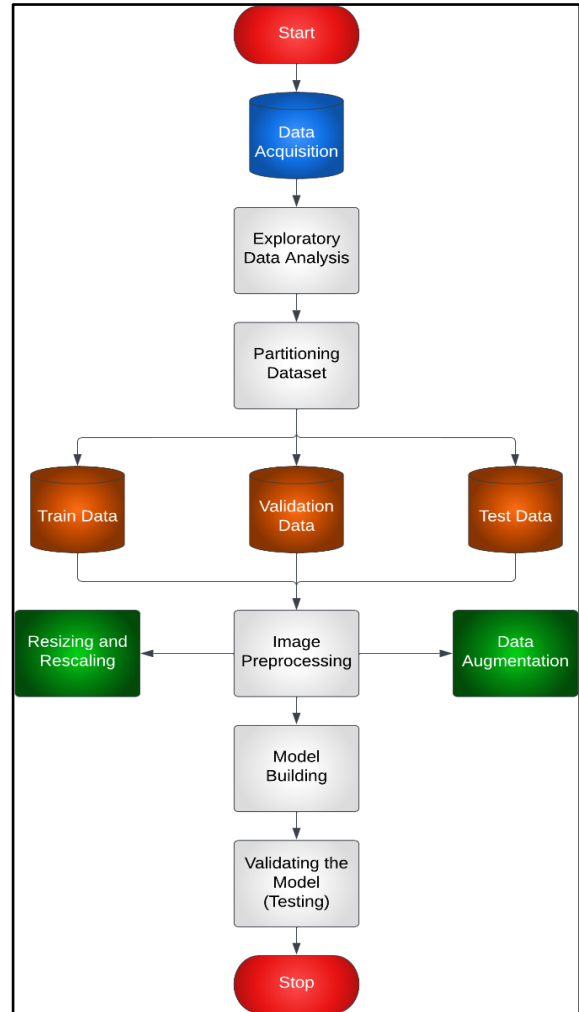 Start
Data
Acquisition
Exploratory
Data Analysis
Partitioning
Dataset
Train Data
Validation
Data
Test Data
Resizing and
Rescaling
Image
Preprocessing
Data
Augmentation
Model
Building
Validating the
Model
(Testing)
Stop